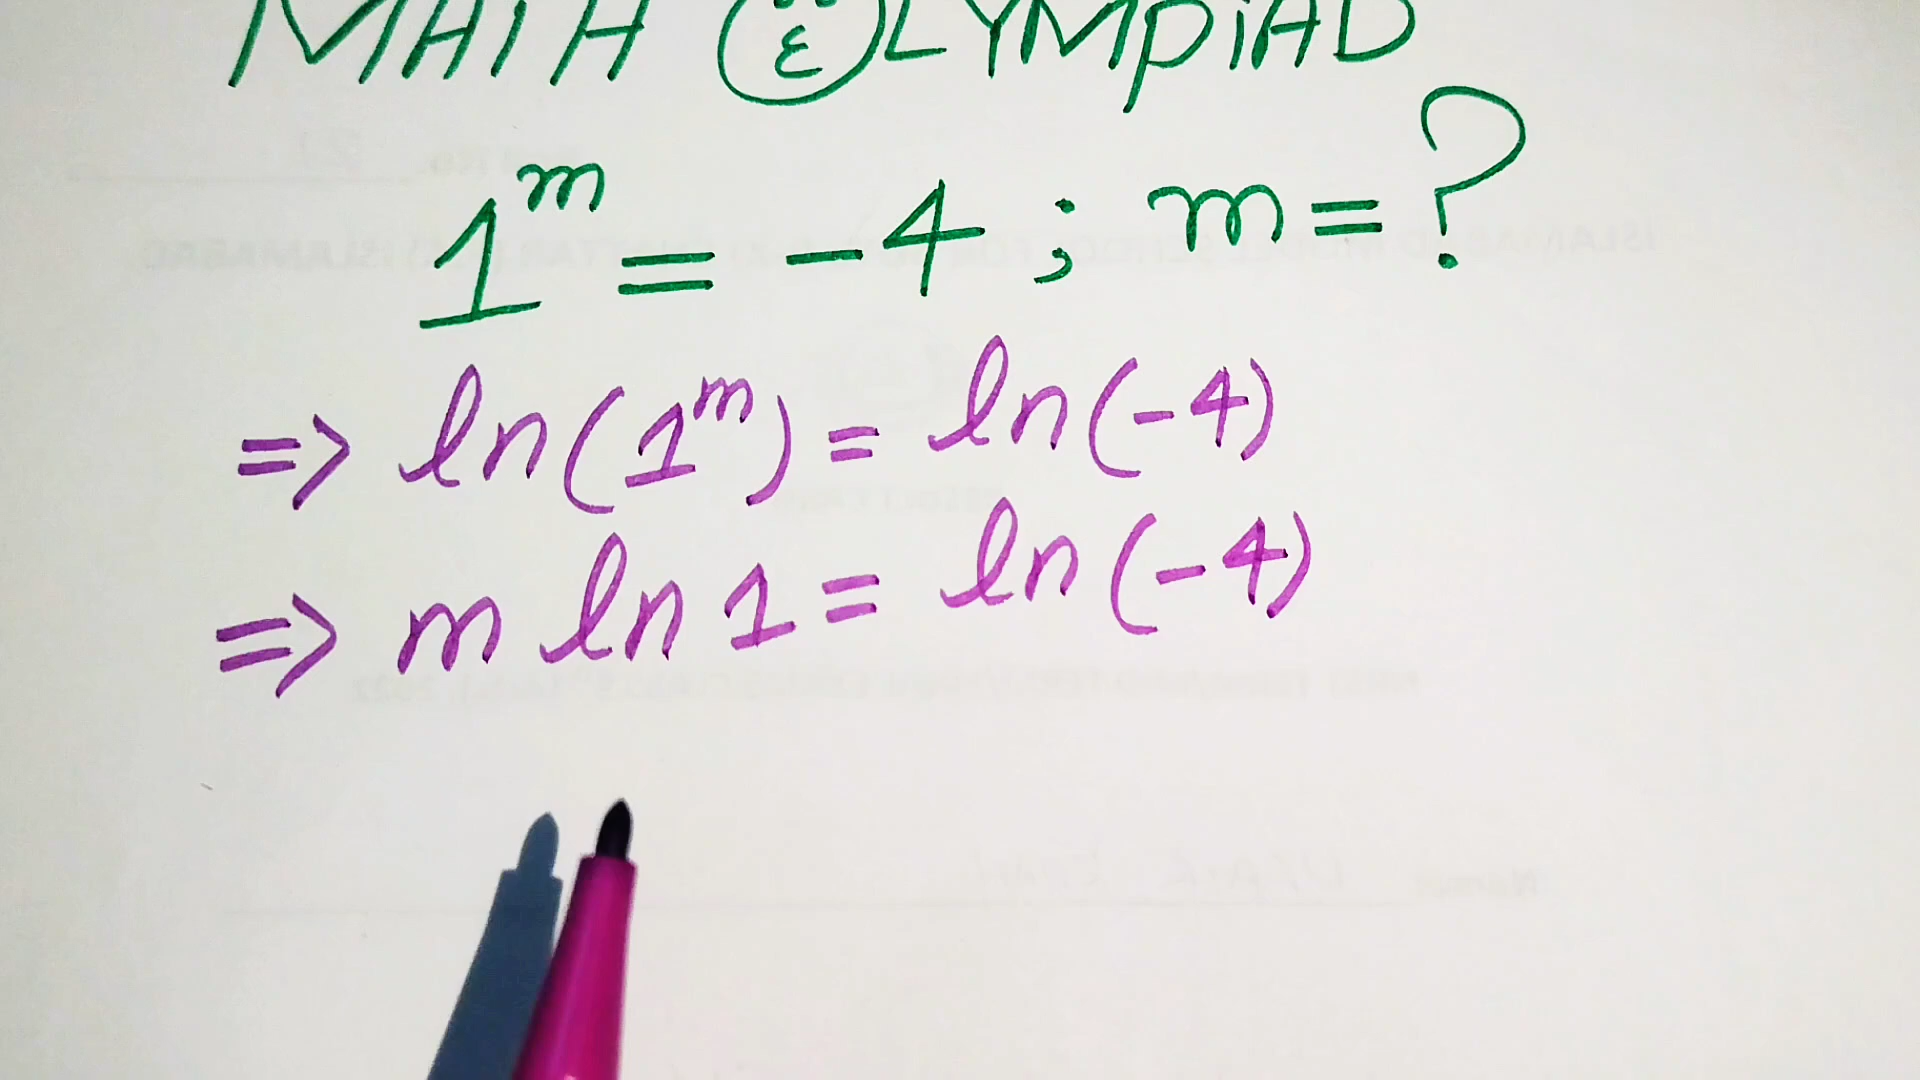 MATH OLYMPIAD
1^m = -4 ; m = ?
=> ln(1^m) = ln(-4)
=> m ln 1 = ln(-4)